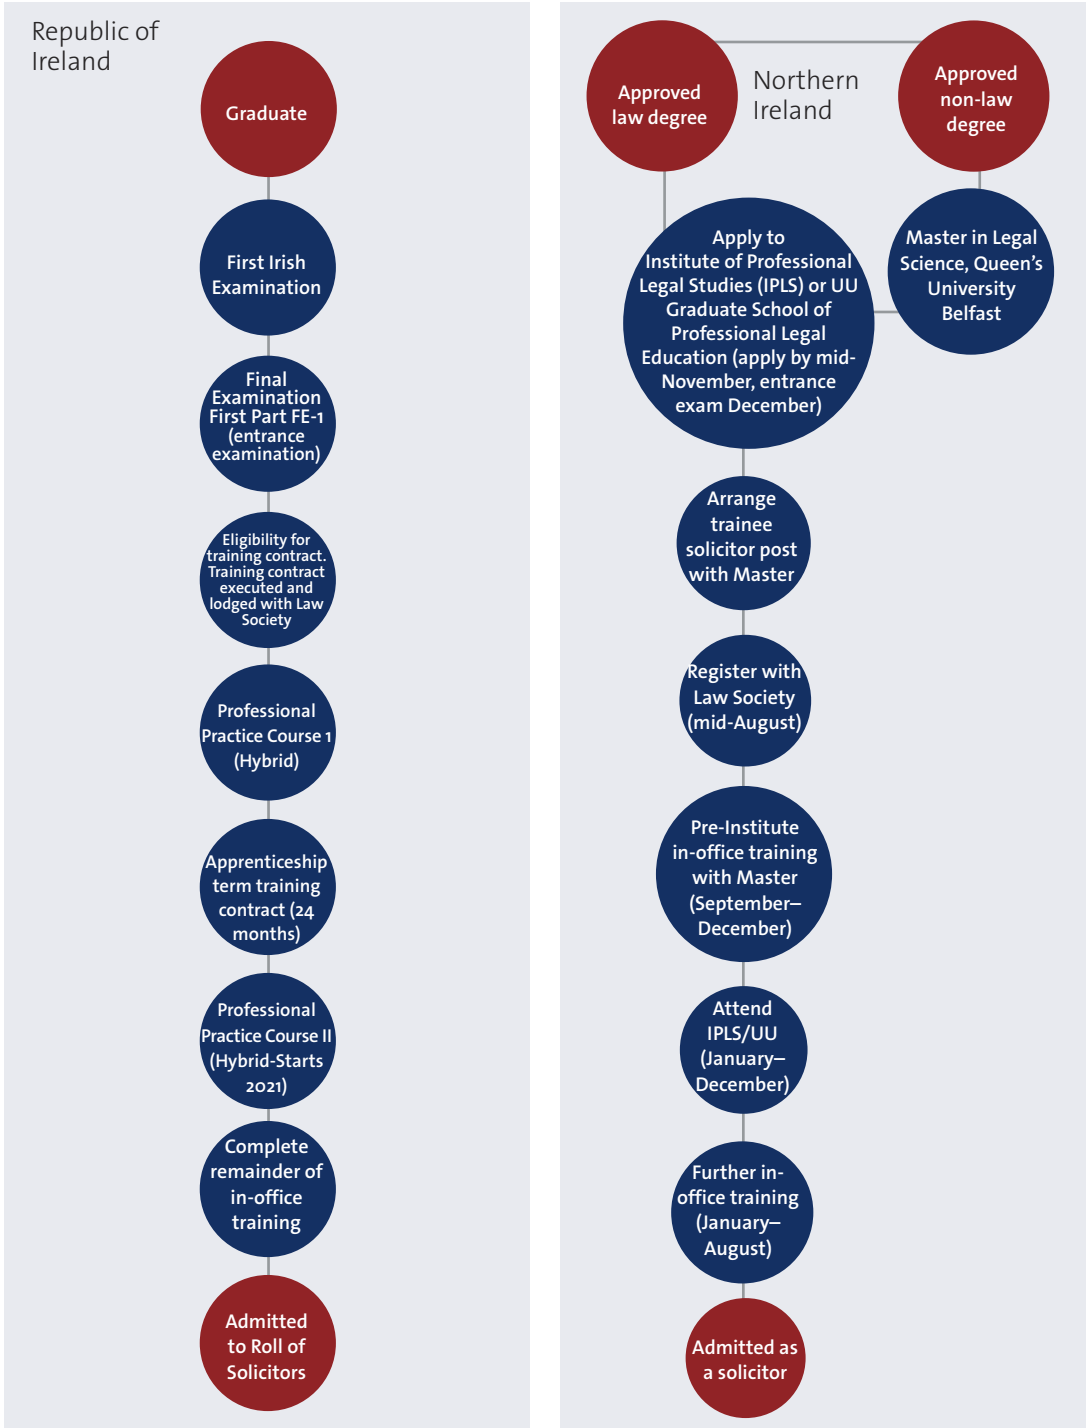 Republic of
Ireland
Graduate
First Irish
Examination
Final
Examination
First Part FE-1
(entrance
examination)
Eligibility for
training contract.
Training contract
executed and
lodged with Law
Society
Professional
Practice Course 1
(Hybrid)
Apprenticeship
term training
contract (24
months)
Professional
Practice Course II
(Hybrid-Starts
2021)
Complete
remainder of
in-office
training
Admitted
to Roll of
Solicitors
Northern
Ireland
Approved
law degree
Approved
non-law
degree
Apply to
Institute of Professional
Legal Studies (IPLS) or UU
Graduate School of
Professional Legal
Education (apply by mid-
November, entrance
exam December)
Master in Legal
Science, Queen's
University
Belfast
Arrange
trainee
solicitor post
with Master
Register with
Law Society
(mid-August)
Pre-Institute
in-office training
with Master
(September–
December)
Attend
IPLS/UU
(January–
December)
Further in-
office training
(January–
August)
Admitted as
a solicitor